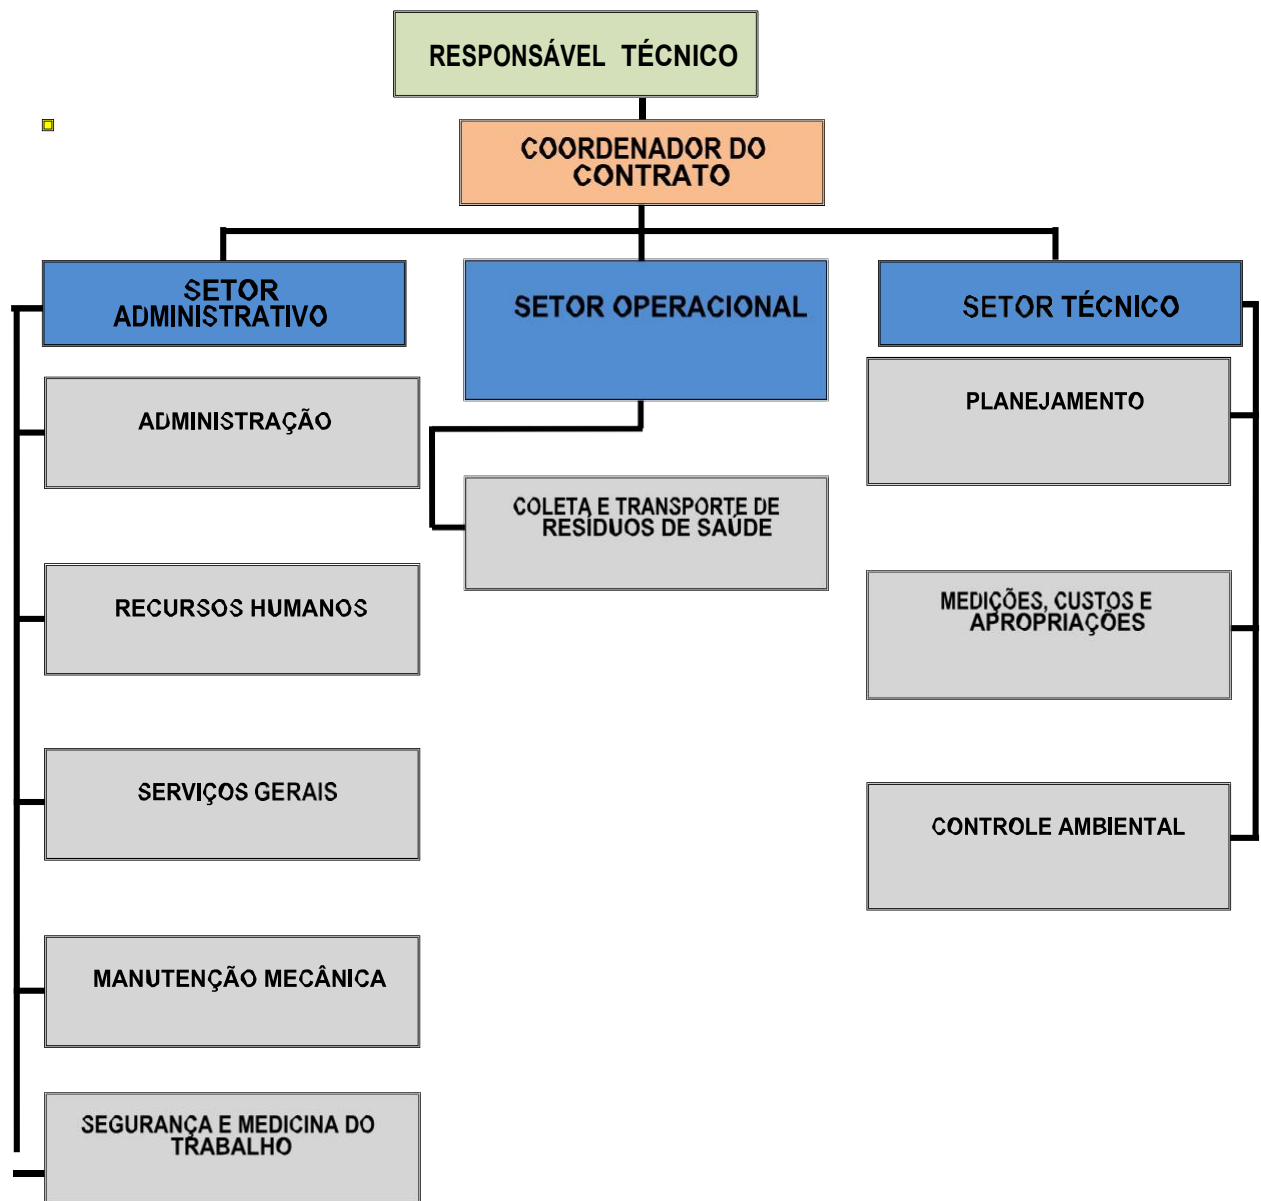 RESPONSÁVEL TÉCNICO
COORDENADOR DO
CONTRATO
SETOR
ADMINISTRATIVO
SETOR OPERACIONAL
SETOR TÉCNICO
ADMINISTRAÇÃO
RECURSOS HUMANOS
SERVIÇOS GERAIS
MANUTENÇÃO MECÂNICA
SEGURANÇA E MEDICINA DO
TRABALHO
COLETA E TRANSPORTE DE
RESÍDUOS DE SAÚDE
PLANEJAMENTO
MEDIÇÕES, CUSTOS E
APROPRIAÇÕES
CONTROLE AMBIENTAL